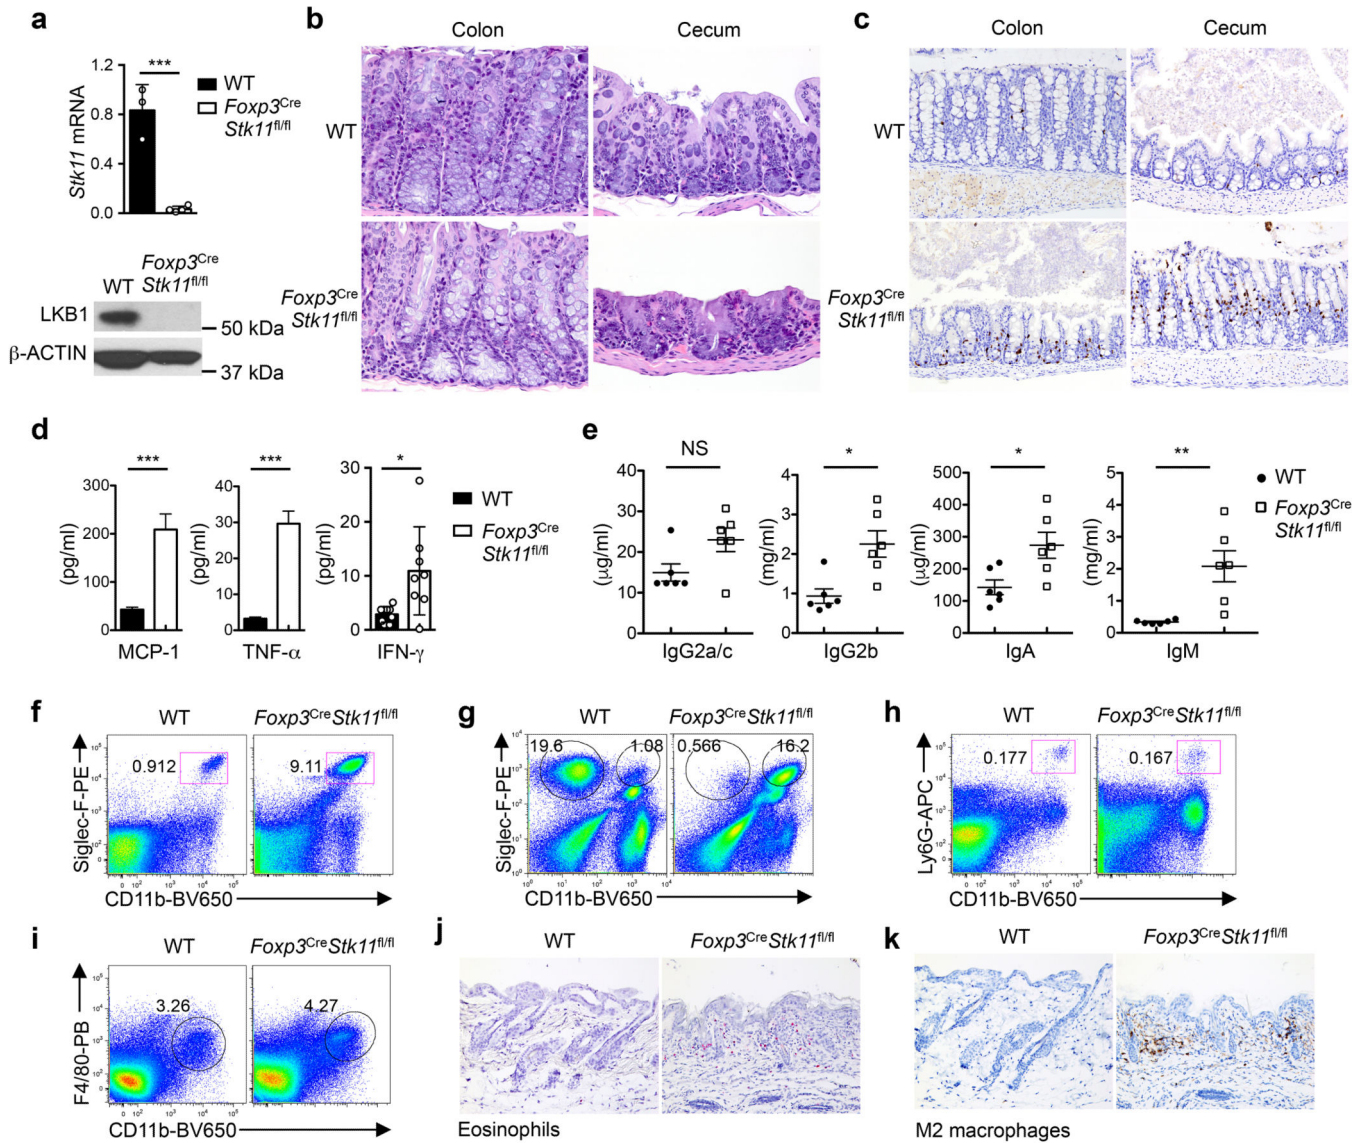 a
1.2
0.8
0.4
0.0
Stk11 mRNA
***
WT
Foxp3Cre
Stk11fl/fl
WT
Foxp3Cre
Stk11fl/fl
LKB1
50 kDa
β-ACTIN
37 kDa
b
Colon
Cecum
WT
Foxp3Cre
Stk11fl/fl
c
Colon
Cecum
WT
Foxp3Cre
Stk11fl/fl
d
***
300
200
100
0
(pg/ml)
MCP-1
***
40
30
20
10
0
(pg/ml)
TNF-α
*
30
20
10
0
(pg/ml)
IFN-γ
WT
Foxp3Cre
Stk11fl/fl
e
NS
40
30
20
10
0
(μg/ml)
IgG2a/c
*
4
3
2
1
0
(mg/ml)
IgG2b
*
500
400
300
200
100
0
(μg/ml)
IgA
**
5
4
3
2
1
0
(mg/ml)
IgM
WT
Foxp3Cre
Stk11fl/fl
f
WT
Foxp3CreStk11fl/fl
0.912
9.11
Siglec-F-PE
CD11b-BV650
g
WT
Foxp3CreStk11fl/fl
19.6
1.08
0.566
16.2
Siglec-F-PE
CD11b-BV650
h
WT
Foxp3CreStk11fl/fl
0.177
0.167
Ly6G-APC
CD11b-BV650
i
WT
Foxp3CreStk11fl/fl
3.26
4.27
F4/80-PB
CD11b-BV650
j
WT
Foxp3CreStk11fl/fl
Eosinophils
k
WT
Foxp3CreStk11fl/fl
M2 macrophages